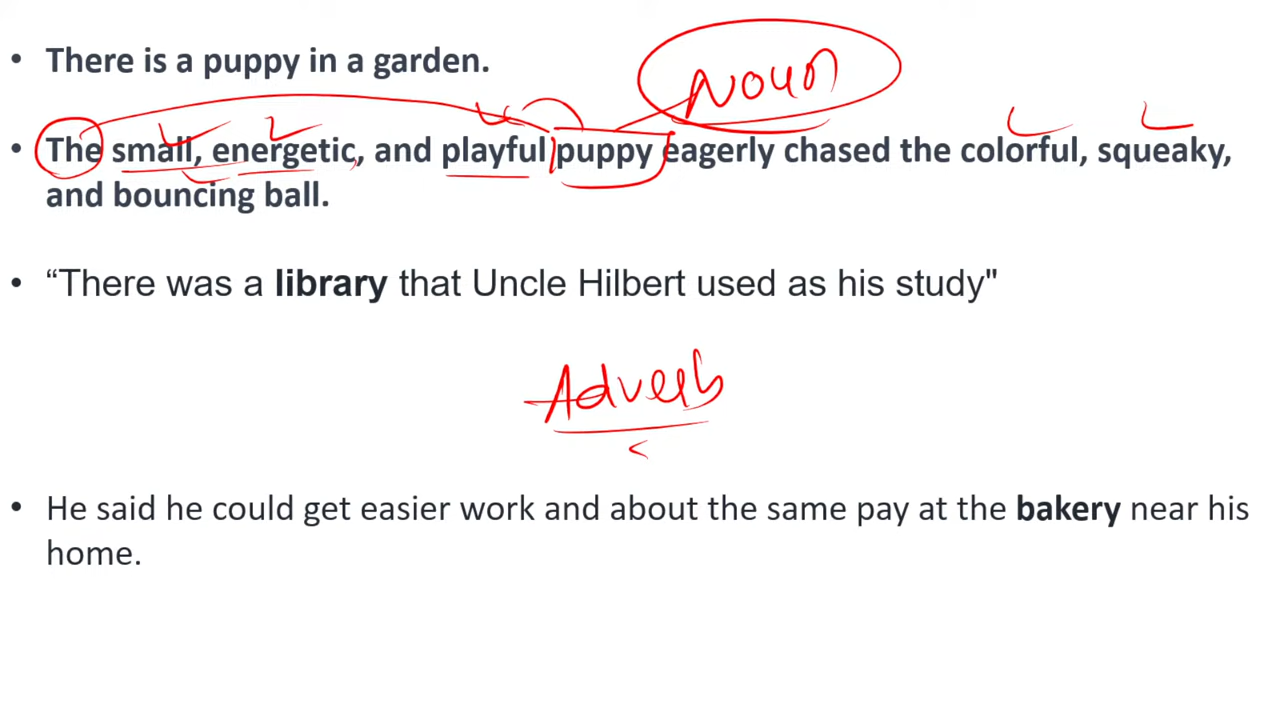 • There is a puppy in a garden.
Noun
• The small, energetic, and playful puppy eagerly chased the colorful, squeaky,
and bouncing ball.
• “There was a library that Uncle Hilbert used as his study"
Adverb
• He said he could get easier work and about the same pay at the bakery near his
home.